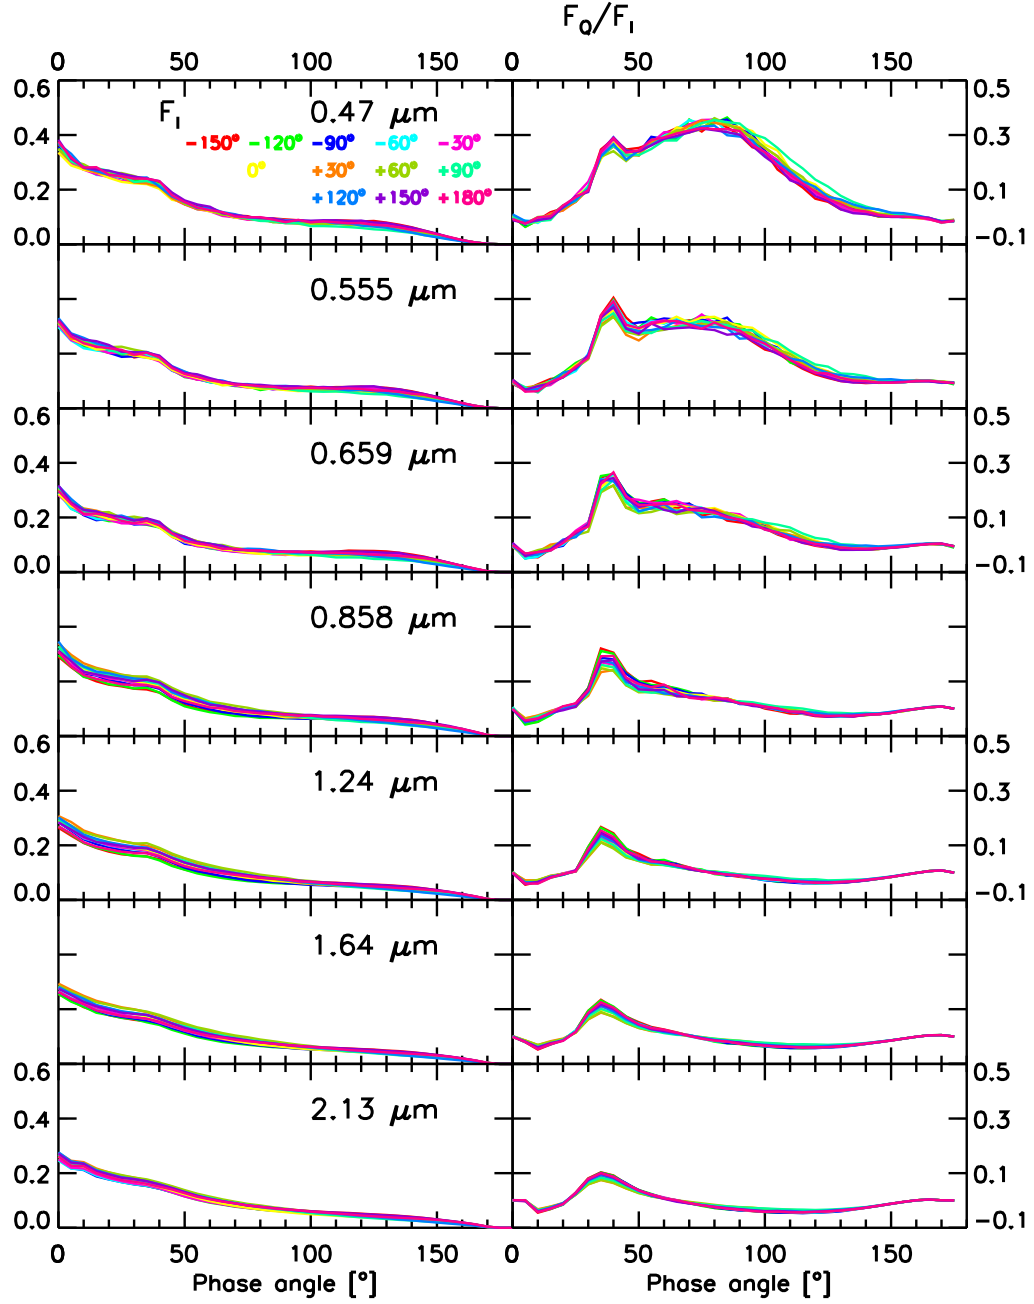 F_Q/F_I
0 50 100 150 0 50 100 150
0.6 F_I 0.47 μm 0.5
−150° −120° −90° −60° −30°
0.4 0.3
0° +30° +60° +90°
0.2 +120° +150° +180° 0.1
0.0 −0.1
0.555 μm
0.6 0.5
0.659 μm
0.4 0.3
0.2 0.1
0.0 −0.1
0.858 μm
0.6 0.5
1.24 μm
0.4 0.3
0.2 0.1
0.0 −0.1
1.64 μm
0.6 0.5
2.13 μm
0.4 0.3
0.2 0.1
0.0 −0.1
0 50 100 150 0 50 100 150
Phase angle [°] Phase angle [°]